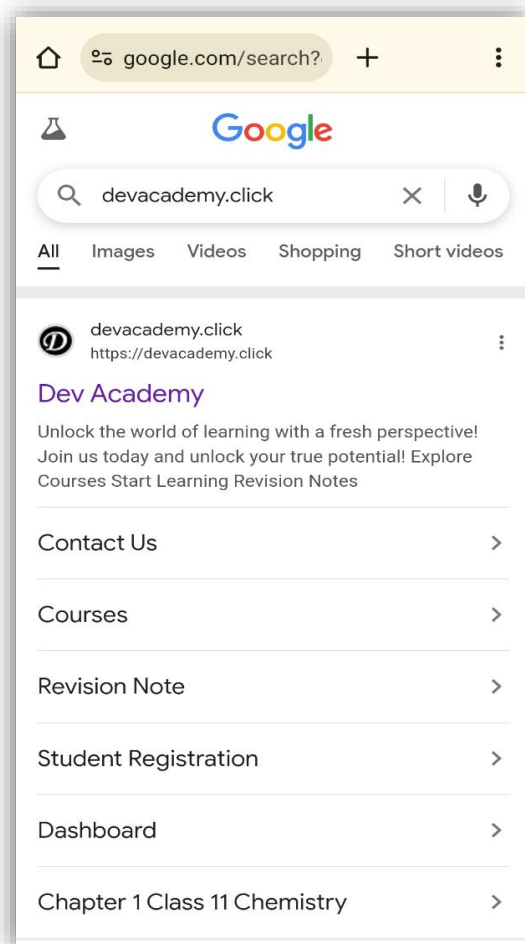 google.com/search?
Google
devacademy.click
All Images Videos Shopping Short videos
D
devacademy.click
https://devacademy.click
Dev Academy
Unlock the world of learning with a fresh perspective!
Join us today and unlock your true potential! Explore
Courses Start Learning Revision Notes
Contact Us
Courses
Revision Note
Student Registration
Dashboard
Chapter 1 Class 11 Chemistry